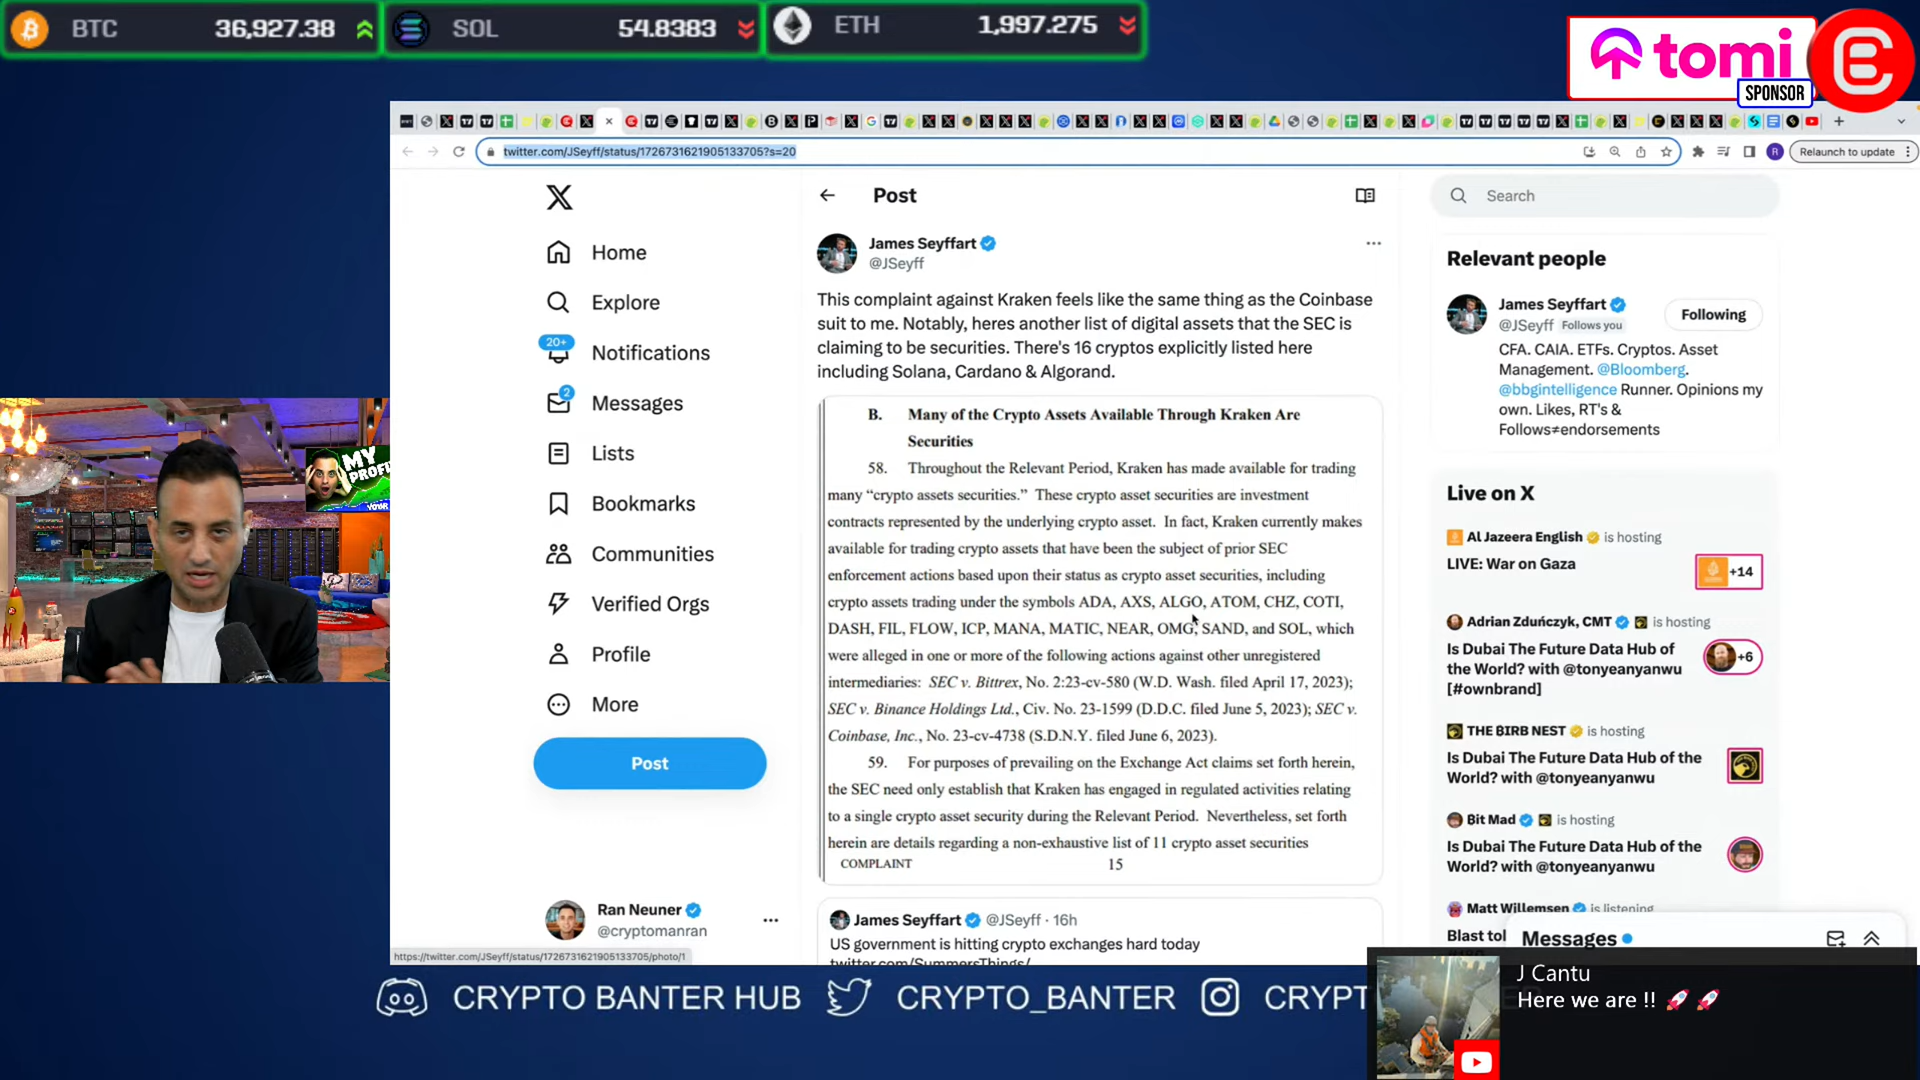 BTC 36,927.38
SOL 54.8383
ETH 1,997.275
tomi
SPONSOR
twitter.com/JSeyff/status/1726731621905133705?s=20
Relaunch to update
Post
Search
James Seyffart
@JSeyff
Home
Explore
20+
Notifications
2
Messages
Lists
Bookmarks
Communities
Verified Orgs
Profile
More
Post
Ran Neuner
@cryptomanran
This complaint against Kraken feels like the same thing as the Coinbase
suit to me. Notably, heres another list of digital assets that the SEC is
claiming to be securities. There's 16 cryptos explicitly listed here
including Solana, Cardano & Algorand.
B. Many of the Crypto Assets Available Through Kraken Are
Securities
58. Throughout the Relevant Period, Kraken has made available for trading
many “crypto assets securities.” These crypto asset securities are investment
contracts represented by the underlying crypto asset. In fact, Kraken currently makes
available for trading crypto assets that have been the subject of prior SEC
enforcement actions based upon their status as crypto asset securities, including
crypto assets trading under the symbols ADA, AXS, ALGO, ATOM, CHZ, COTI,
DASH, FIL, FLOW, ICP, MANA, MATIC, NEAR, OMG, SAND, and SOL, which
were alleged in one or more of the following actions against other unregistered
intermediaries: SEC v. Bittrex, No. 2:23-cv-580 (W.D. Wash. filed April 17, 2023);
SEC v. Binance Holdings Ltd., Civ. No. 23-1599 (D.D.C. filed June 5, 2023); SEC v.
Coinbase, Inc., No. 23-cv-4738 (S.D.N.Y. filed June 6, 2023).
59. For purposes of prevailing on the Exchange Act claims set forth herein,
the SEC need only establish that Kraken has engaged in regulated activities relating
to a single crypto asset security during the Relevant Period. Nevertheless, set forth
herein are details regarding a non-exhaustive list of 11 crypto asset securities
COMPLAINT 15
James Seyffart @JSeyff · 16h
US government is hitting crypto exchanges hard today
twitter.com/SummersThings/
Relevant people
James Seyffart
@JSeyff Follows you
Following
CFA. CAIA. ETFs. Cryptos. Asset
Management. @Bloomberg.
@bbgintelligence Runner. Opinions my
own. Likes, RT's &
Follows≠endorsements
Live on X
Al Jazeera English is hosting
LIVE: War on Gaza
+14
Adrian Zduńczyk, CMT is hosting
Is Dubai The Future Data Hub of
the World? with @tonyeanyanwu
[#ownbrand]
+6
THE BIRB NEST is hosting
Is Dubai The Future Data Hub of the
World? with @tonyeanyanwu
Bit Mad is hosting
Is Dubai The Future Data Hub of the
World? with @tonyeanyanwu
Matt Willemsen is listening
Messages
https://twitter.com/JSeyff/status/1726731621905133705/photo/1
MY
CRYPTO BANTER HUB
CRYPTO_BANTER
J Cantu
Here we are !! 🚀 🚀